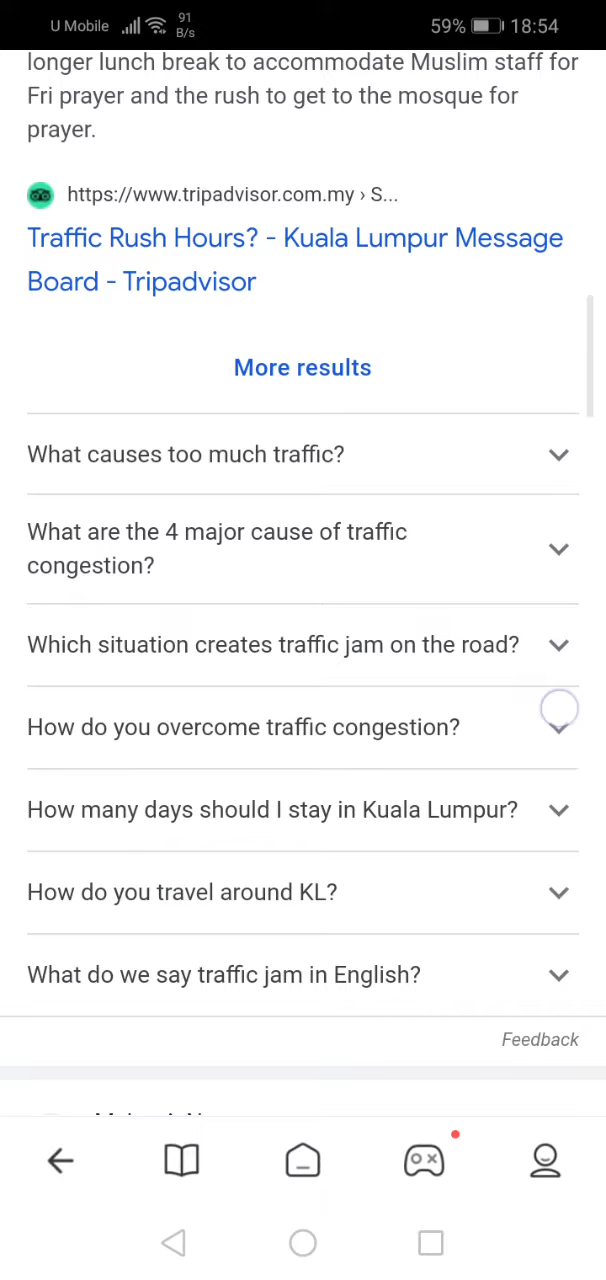 U Mobile 91 B/s 59% 18:54
longer lunch break to accommodate Muslim staff for
Fri prayer and the rush to get to the mosque for
prayer.
https://www.tripadvisor.com.my › S...
Traffic Rush Hours? - Kuala Lumpur Message
Board - Tripadvisor
More results
What causes too much traffic?
What are the 4 major cause of traffic
congestion?
Which situation creates traffic jam on the road?
How do you overcome traffic congestion?
How many days should I stay in Kuala Lumpur?
How do you travel around KL?
What do we say traffic jam in English?
Feedback